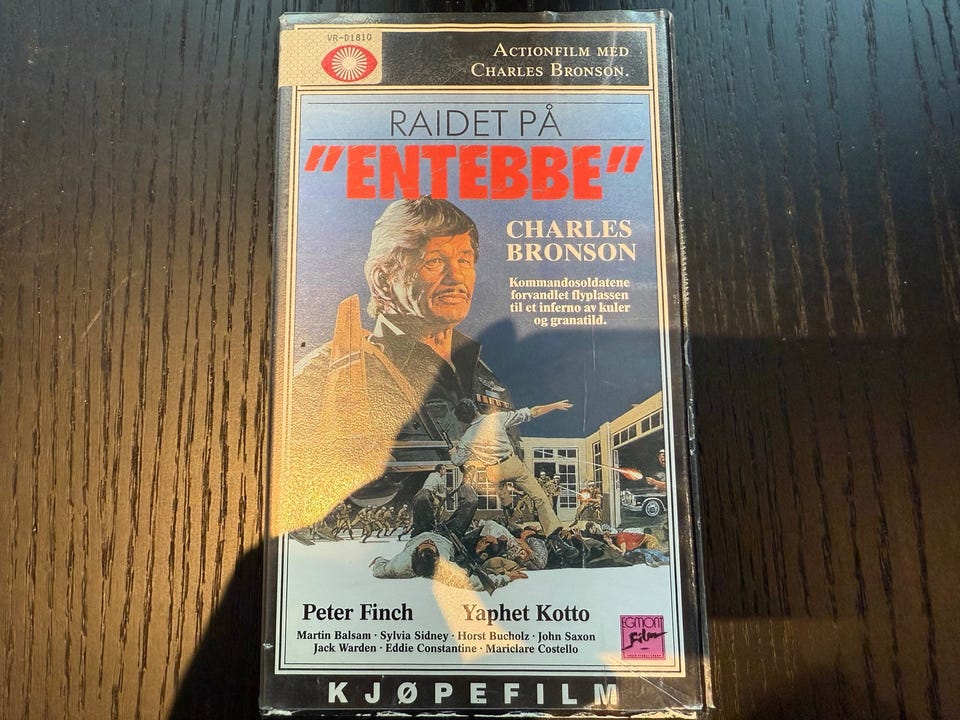 VR-D1810
ACTIONFILM MED
CHARLES BRONSON.
RAIDET PÅ
"ENTEBBE"
CHARLES
BRONSON
Kommandosoldatene
forvandlet flyplassen
til et inferno av kuler
og granatild.
Peter Finch Yaphet Kotto
Martin Balsam · Sylvia Sidney · Horst Bucholz · John Saxon
Jack Warden · Eddie Constantine · Mariclare Costello
EGMONT
Film
KJØPEFILM